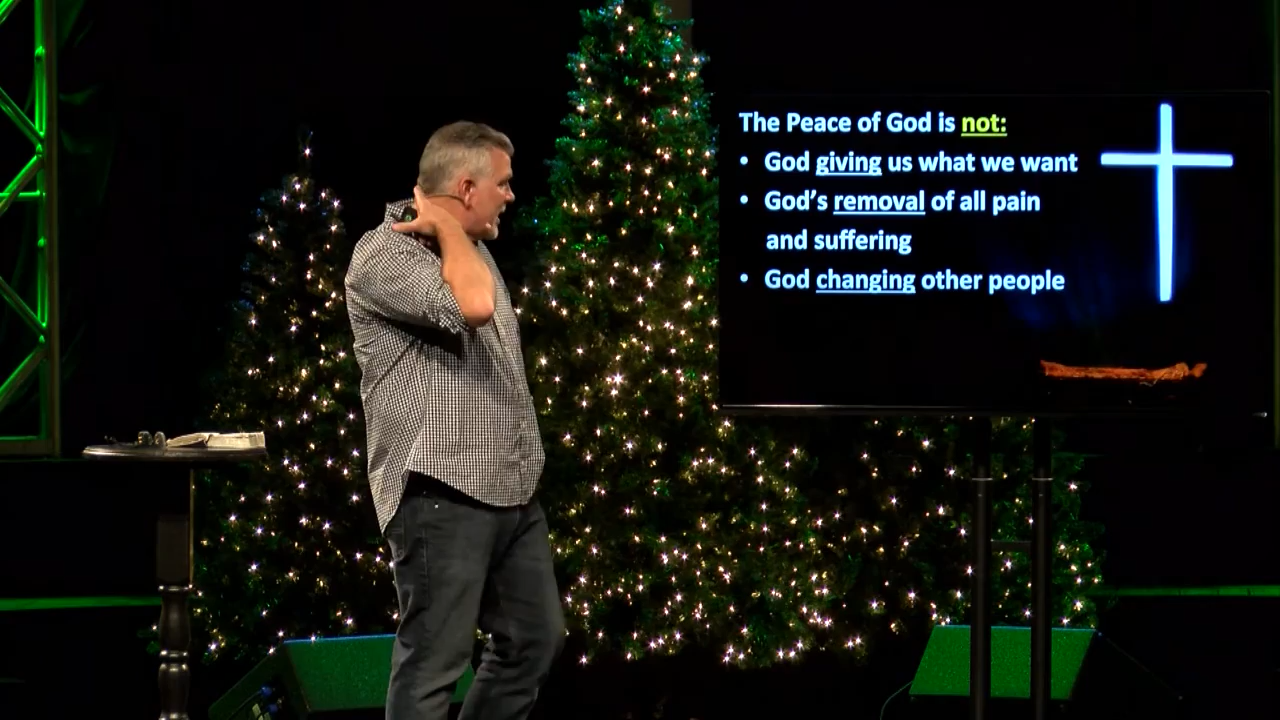 The Peace of God is not:
• God giving us what we want
• God's removal of all pain
and suffering
• God changing other people